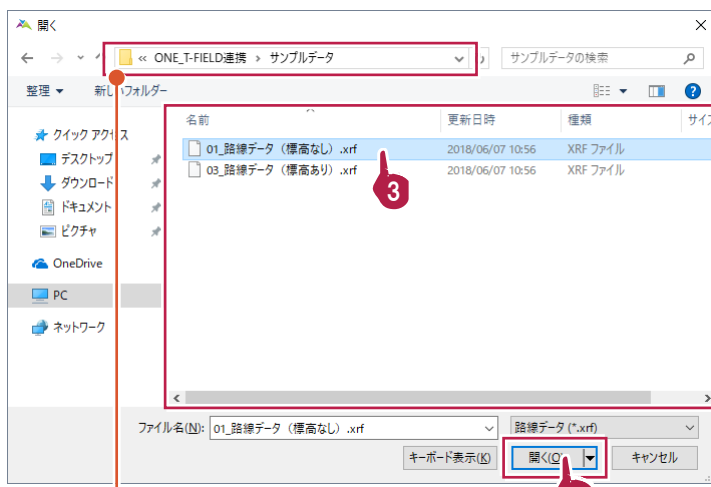 開く
« ONE_T-FIELD連携 › サンプルデータ
サンプルデータの検索
整理 新しいフォルダー
名前 更新日時 種類 サイズ
クイック アクセス
デスクトップ
ダウンロード
ドキュメント
ピクチャ
OneDrive
PC
ネットワーク
01_路線データ（標高なし）.xrf 2018/06/07 10:56 XRF ファイル
03_路線データ（標高あり）.xrf 2018/06/07 10:56 XRF ファイル
3
ファイル名(N): 01_路線データ（標高なし）.xrf 路線データ (*.xrf)
キーボード表示(K) 開く(O) キャンセル